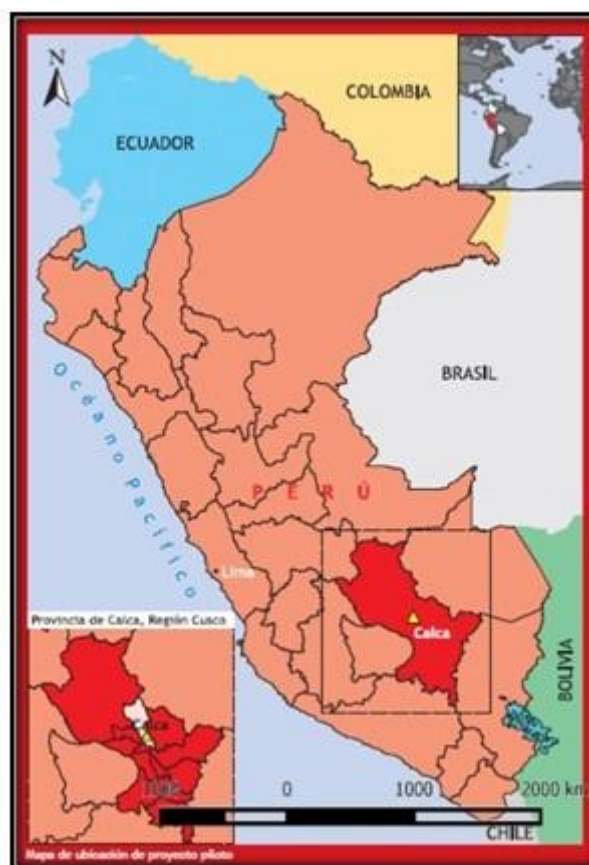 N
COLOMBIA
ECUADOR
BRASIL
Océano Pacífico
PERÚ
Lima
Calca
Provincia de Calca, Región Cusco
BOLIVIA
0 1000 2000 km
CHILE
Mapa de ubicación de proyecto piloto